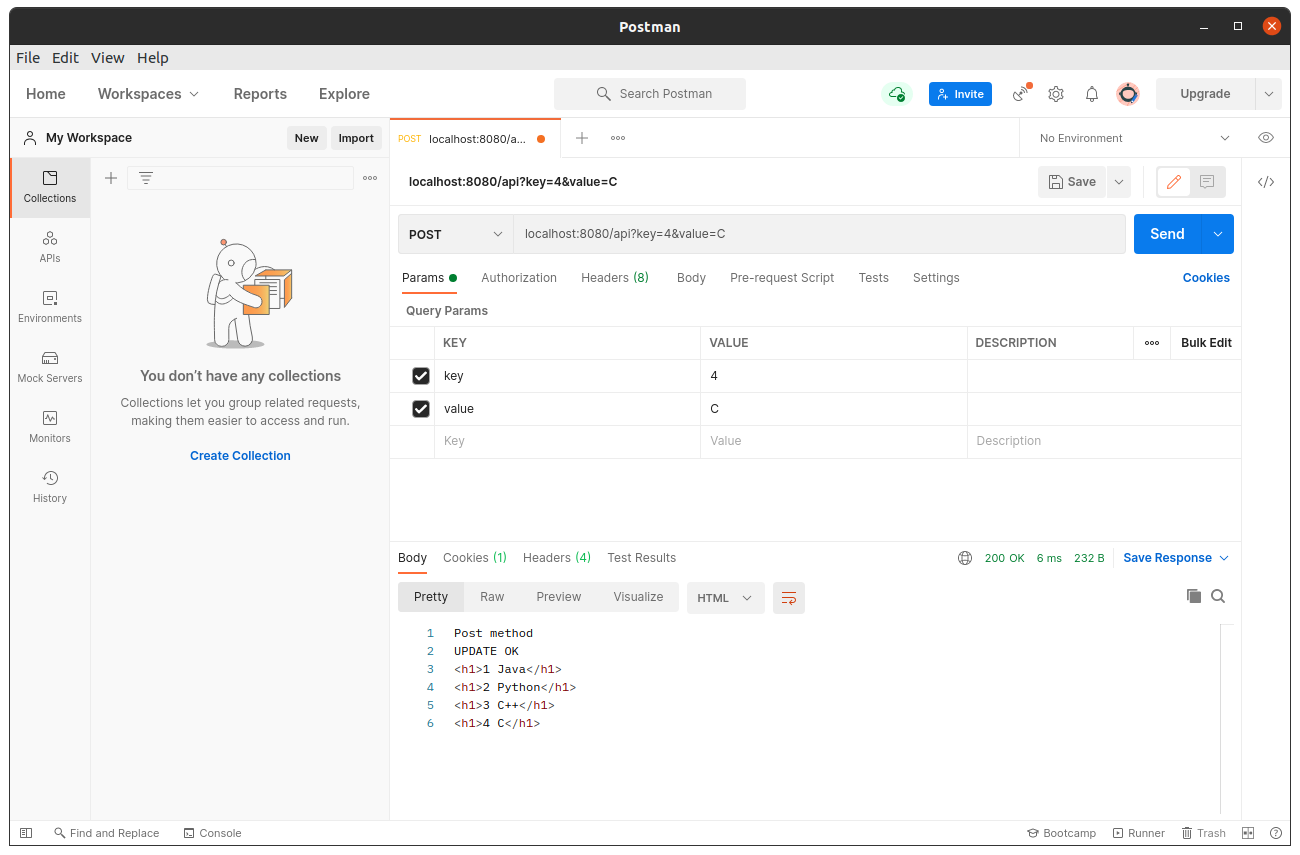 Postman
File Edit View Help
Home Workspaces Reports Explore Search Postman Invite Upgrade
My Workspace New Import
POST localhost:8080/a... No Environment
Collections
APIs
Environments
Mock Servers
Monitors
History
You don't have any collections
Collections let you group related requests,
making them easier to access and run.
Create Collection
localhost:8080/api?key=4&value=C Save
POST localhost:8080/api?key=4&value=C Send
Params Authorization Headers (8) Body Pre-request Script Tests Settings Cookies
Query Params
KEY VALUE DESCRIPTION Bulk Edit
key 4
value C
Key Value Description
Body Cookies (1) Headers (4) Test Results 200 OK 6 ms 232 B Save Response
Pretty Raw Preview Visualize HTML
1 Post method
2 UPDATE OK
3 <h1>1 Java</h1>
4 <h1>2 Python</h1>
5 <h1>3 C++</h1>
6 <h1>4 C</h1>
Find and Replace Console Bootcamp Runner Trash